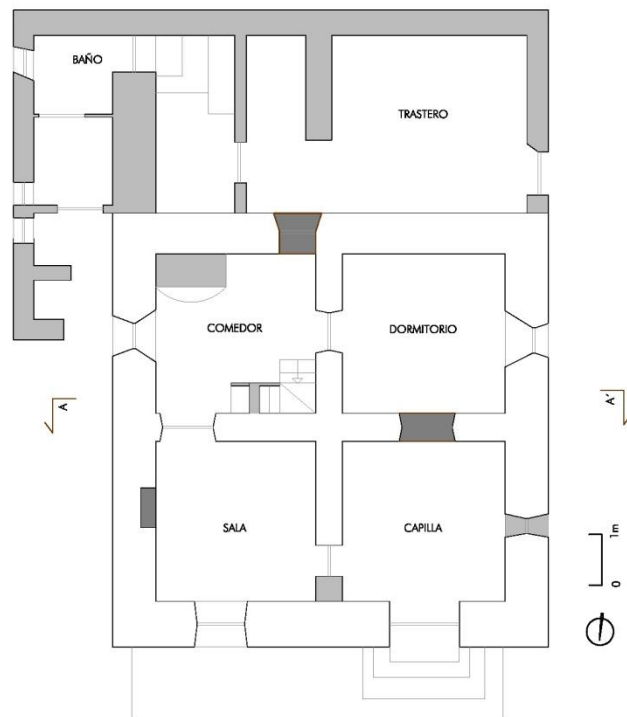 BAÑO
TRASTERO
COMEDOR
DORMITORIO
A
A'
SALA
CAPILLA
1m
0